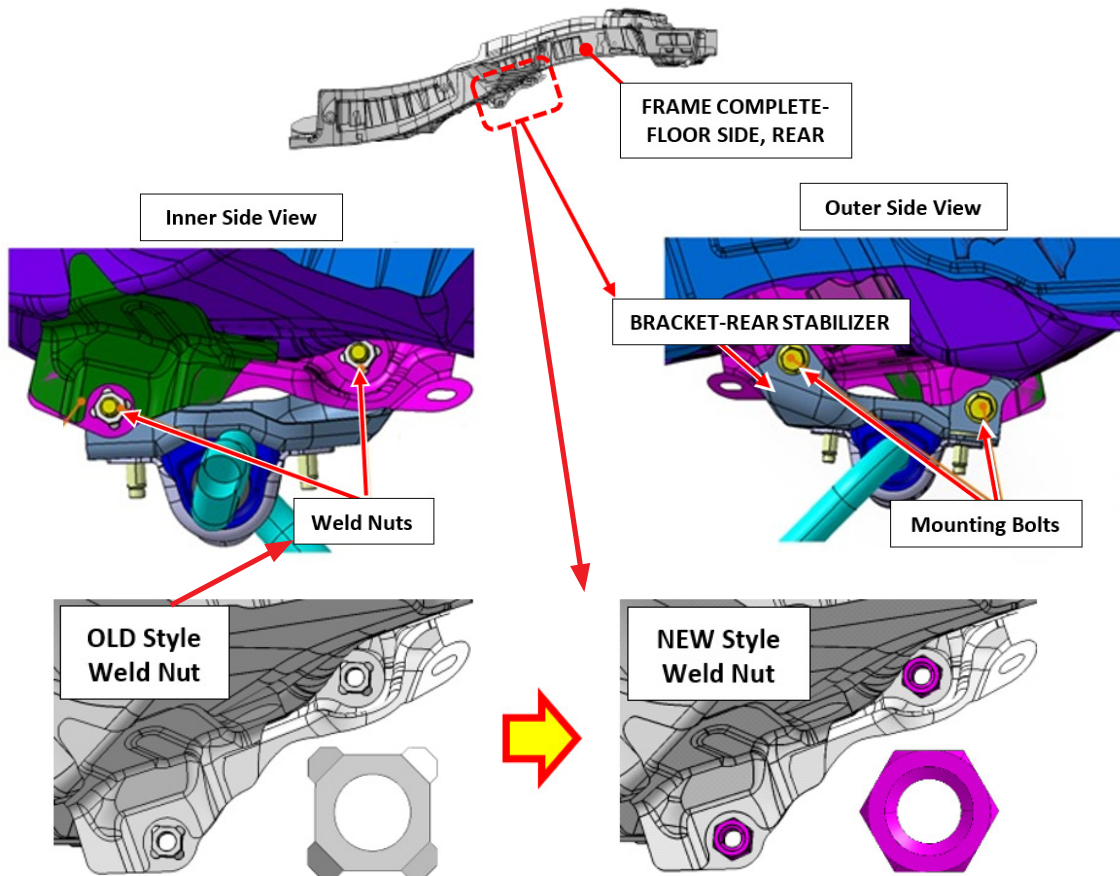 FRAME COMPLETE-
FLOOR SIDE, REAR
Inner Side View
Outer Side View
BRACKET-REAR STABILIZER
Weld Nuts
Mounting Bolts
OLD Style
Weld Nut
NEW Style
Weld Nut